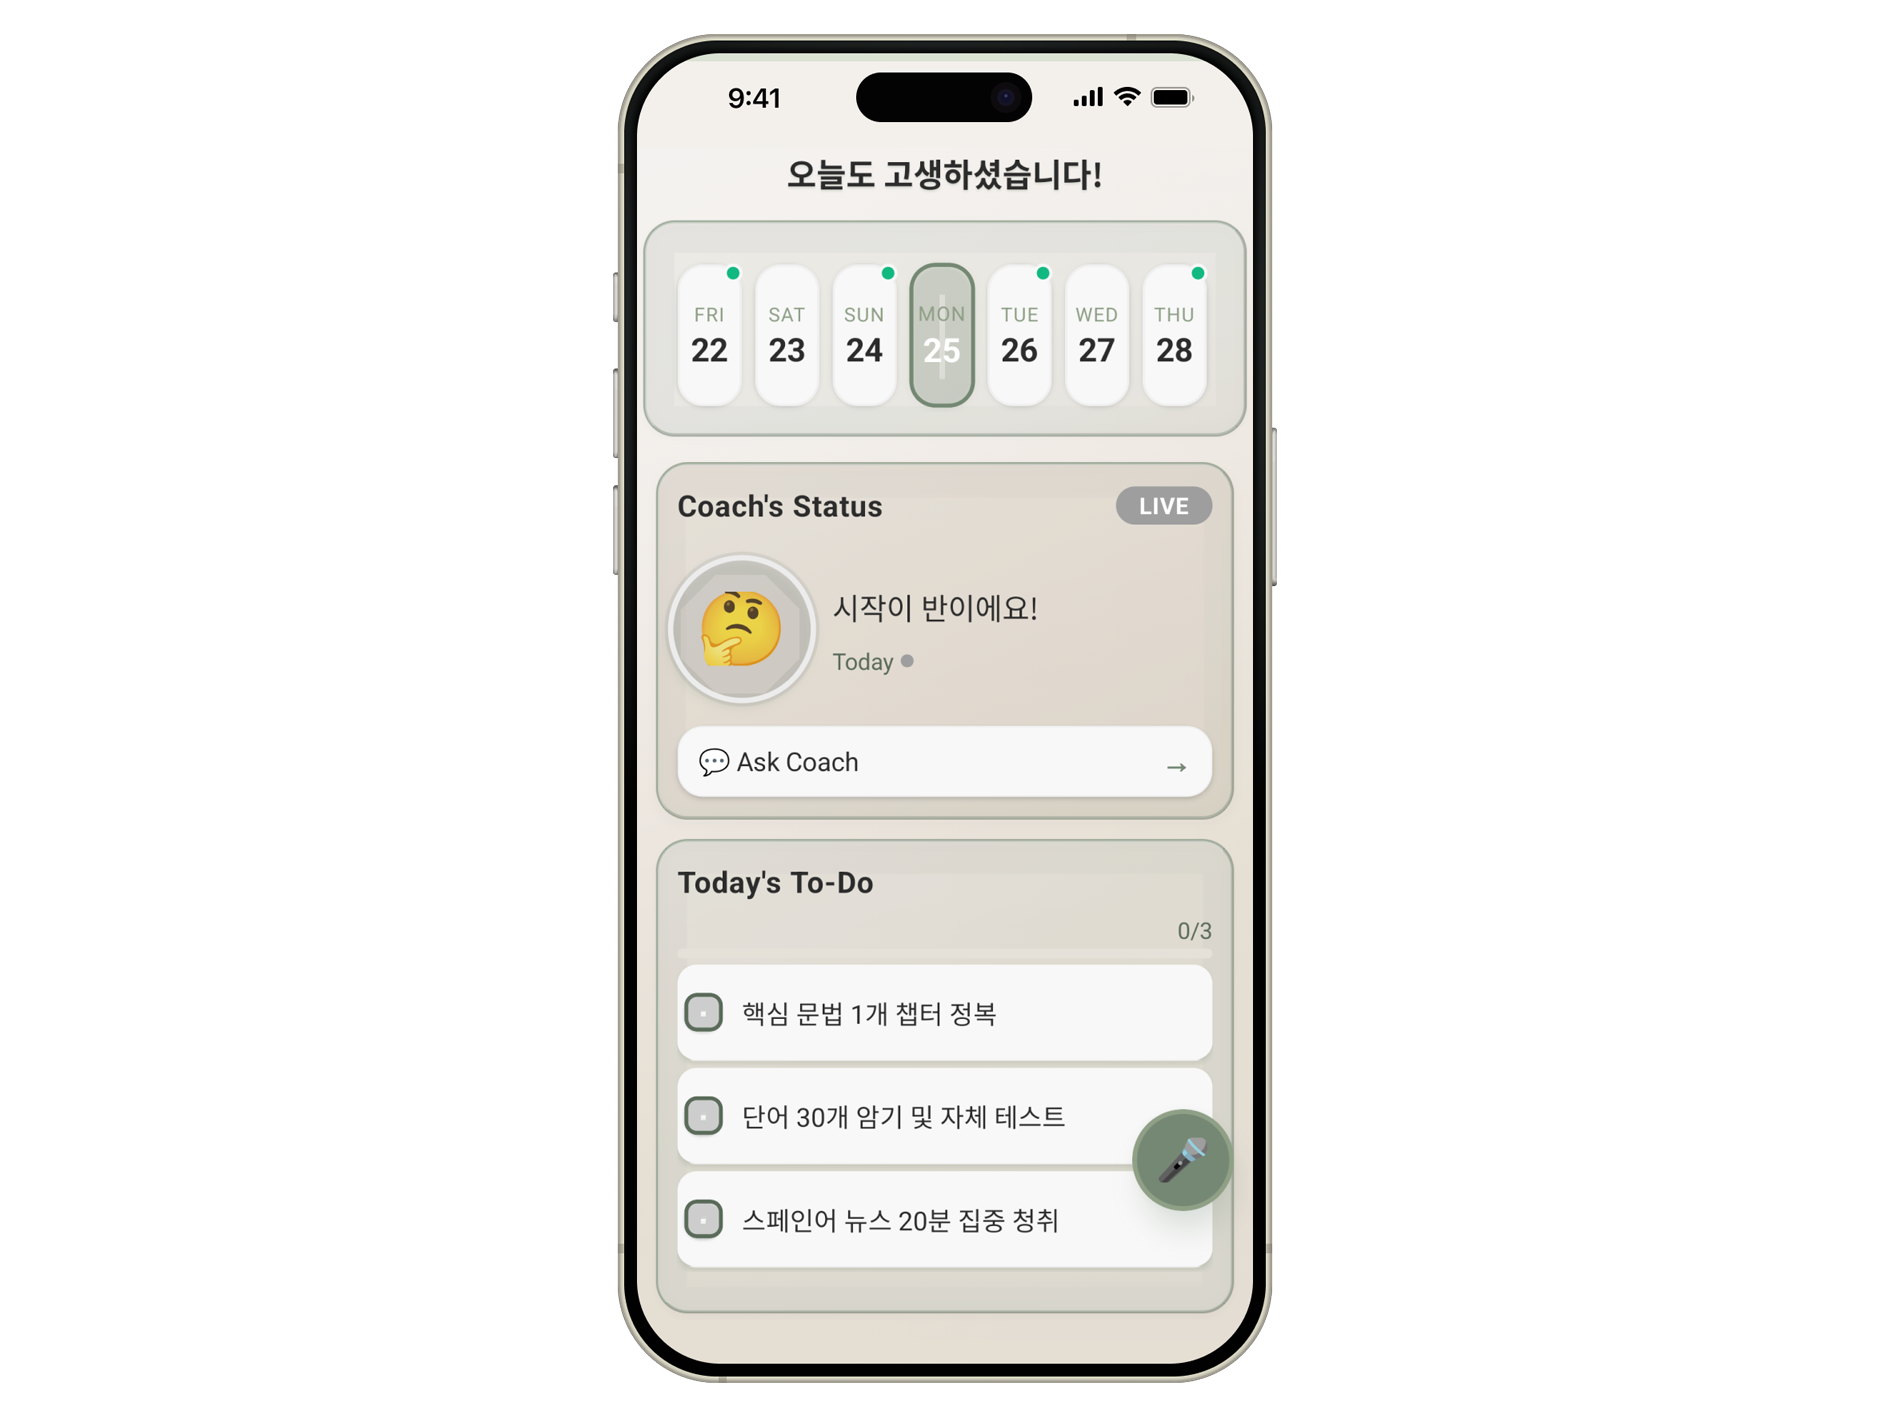 9:41
오늘도 고생하셨습니다!
FRI SAT SUN MON TUE WED THU
22 23 24 25 26 27 28
Coach's Status LIVE
시작이 반이에요!
Today
Ask Coach →
Today's To-Do
0/3
핵심 문법 1개 챕터 정복
단어 30개 암기 및 자체 테스트
스페인어 뉴스 20분 집중 청취